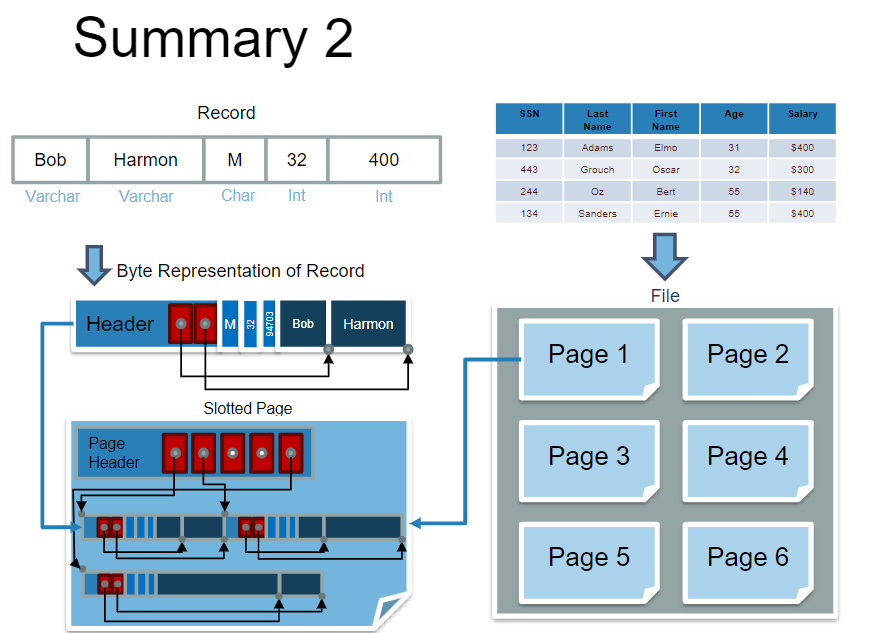 Summary 2
Record
Bob Harmon M 32 400
Varchar Varchar Char Int Int
Byte Representation of Record
Header M 32 94703 Bob Harmon
Slotted Page
Page
Header
SSN Last Name First Name Age Salary
123 Adams Elmo 31 $400
443 Grouch Oscar 32 $300
244 Oz Bert 55 $140
134 Sanders Ernie 55 $400
File
Page 1 Page 2
Page 3 Page 4
Page 5 Page 6